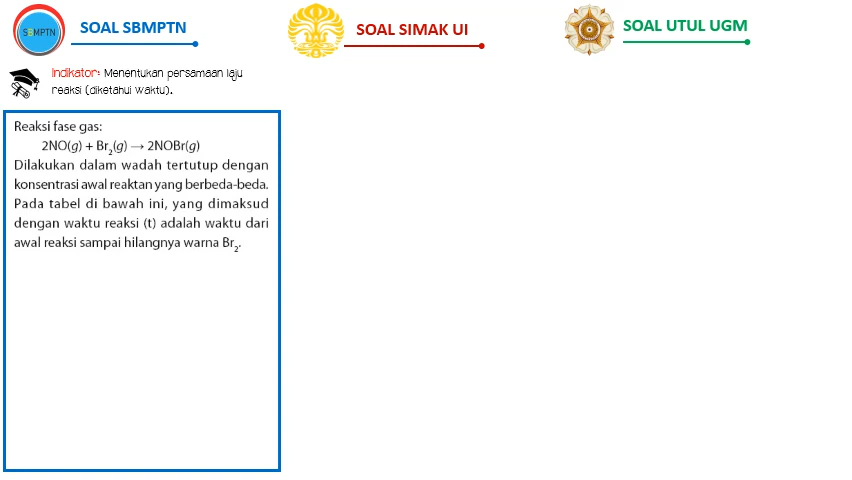 SBMPTN
SOAL SBMPTN
SOAL SIMAK UI
SOAL UTUL UGM
Indikator: Menentukan persamaan laju
reaksi (diketahui waktu).
Reaksi fase gas:
2NO(g) + Br₂(g) → 2NOBr(g)
Dilakukan dalam wadah tertutup dengan
konsentrasi awal reaktan yang berbeda-beda.
Pada tabel di bawah ini, yang dimaksud
dengan waktu reaksi (t) adalah waktu dari
awal reaksi sampai hilangnya warna Br₂.